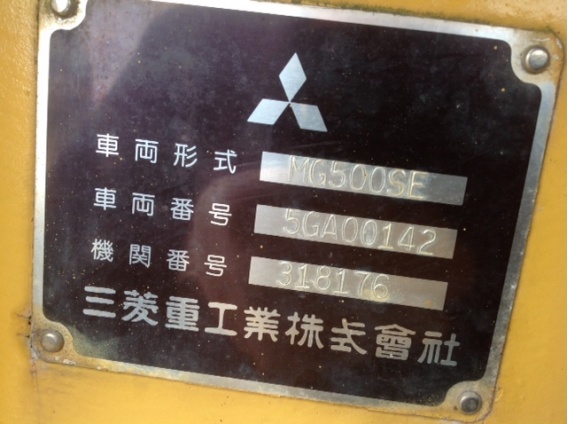 車両形式 MG500SE
車両番号 5GA00142
機関番号 318176
三菱重工業株式會社